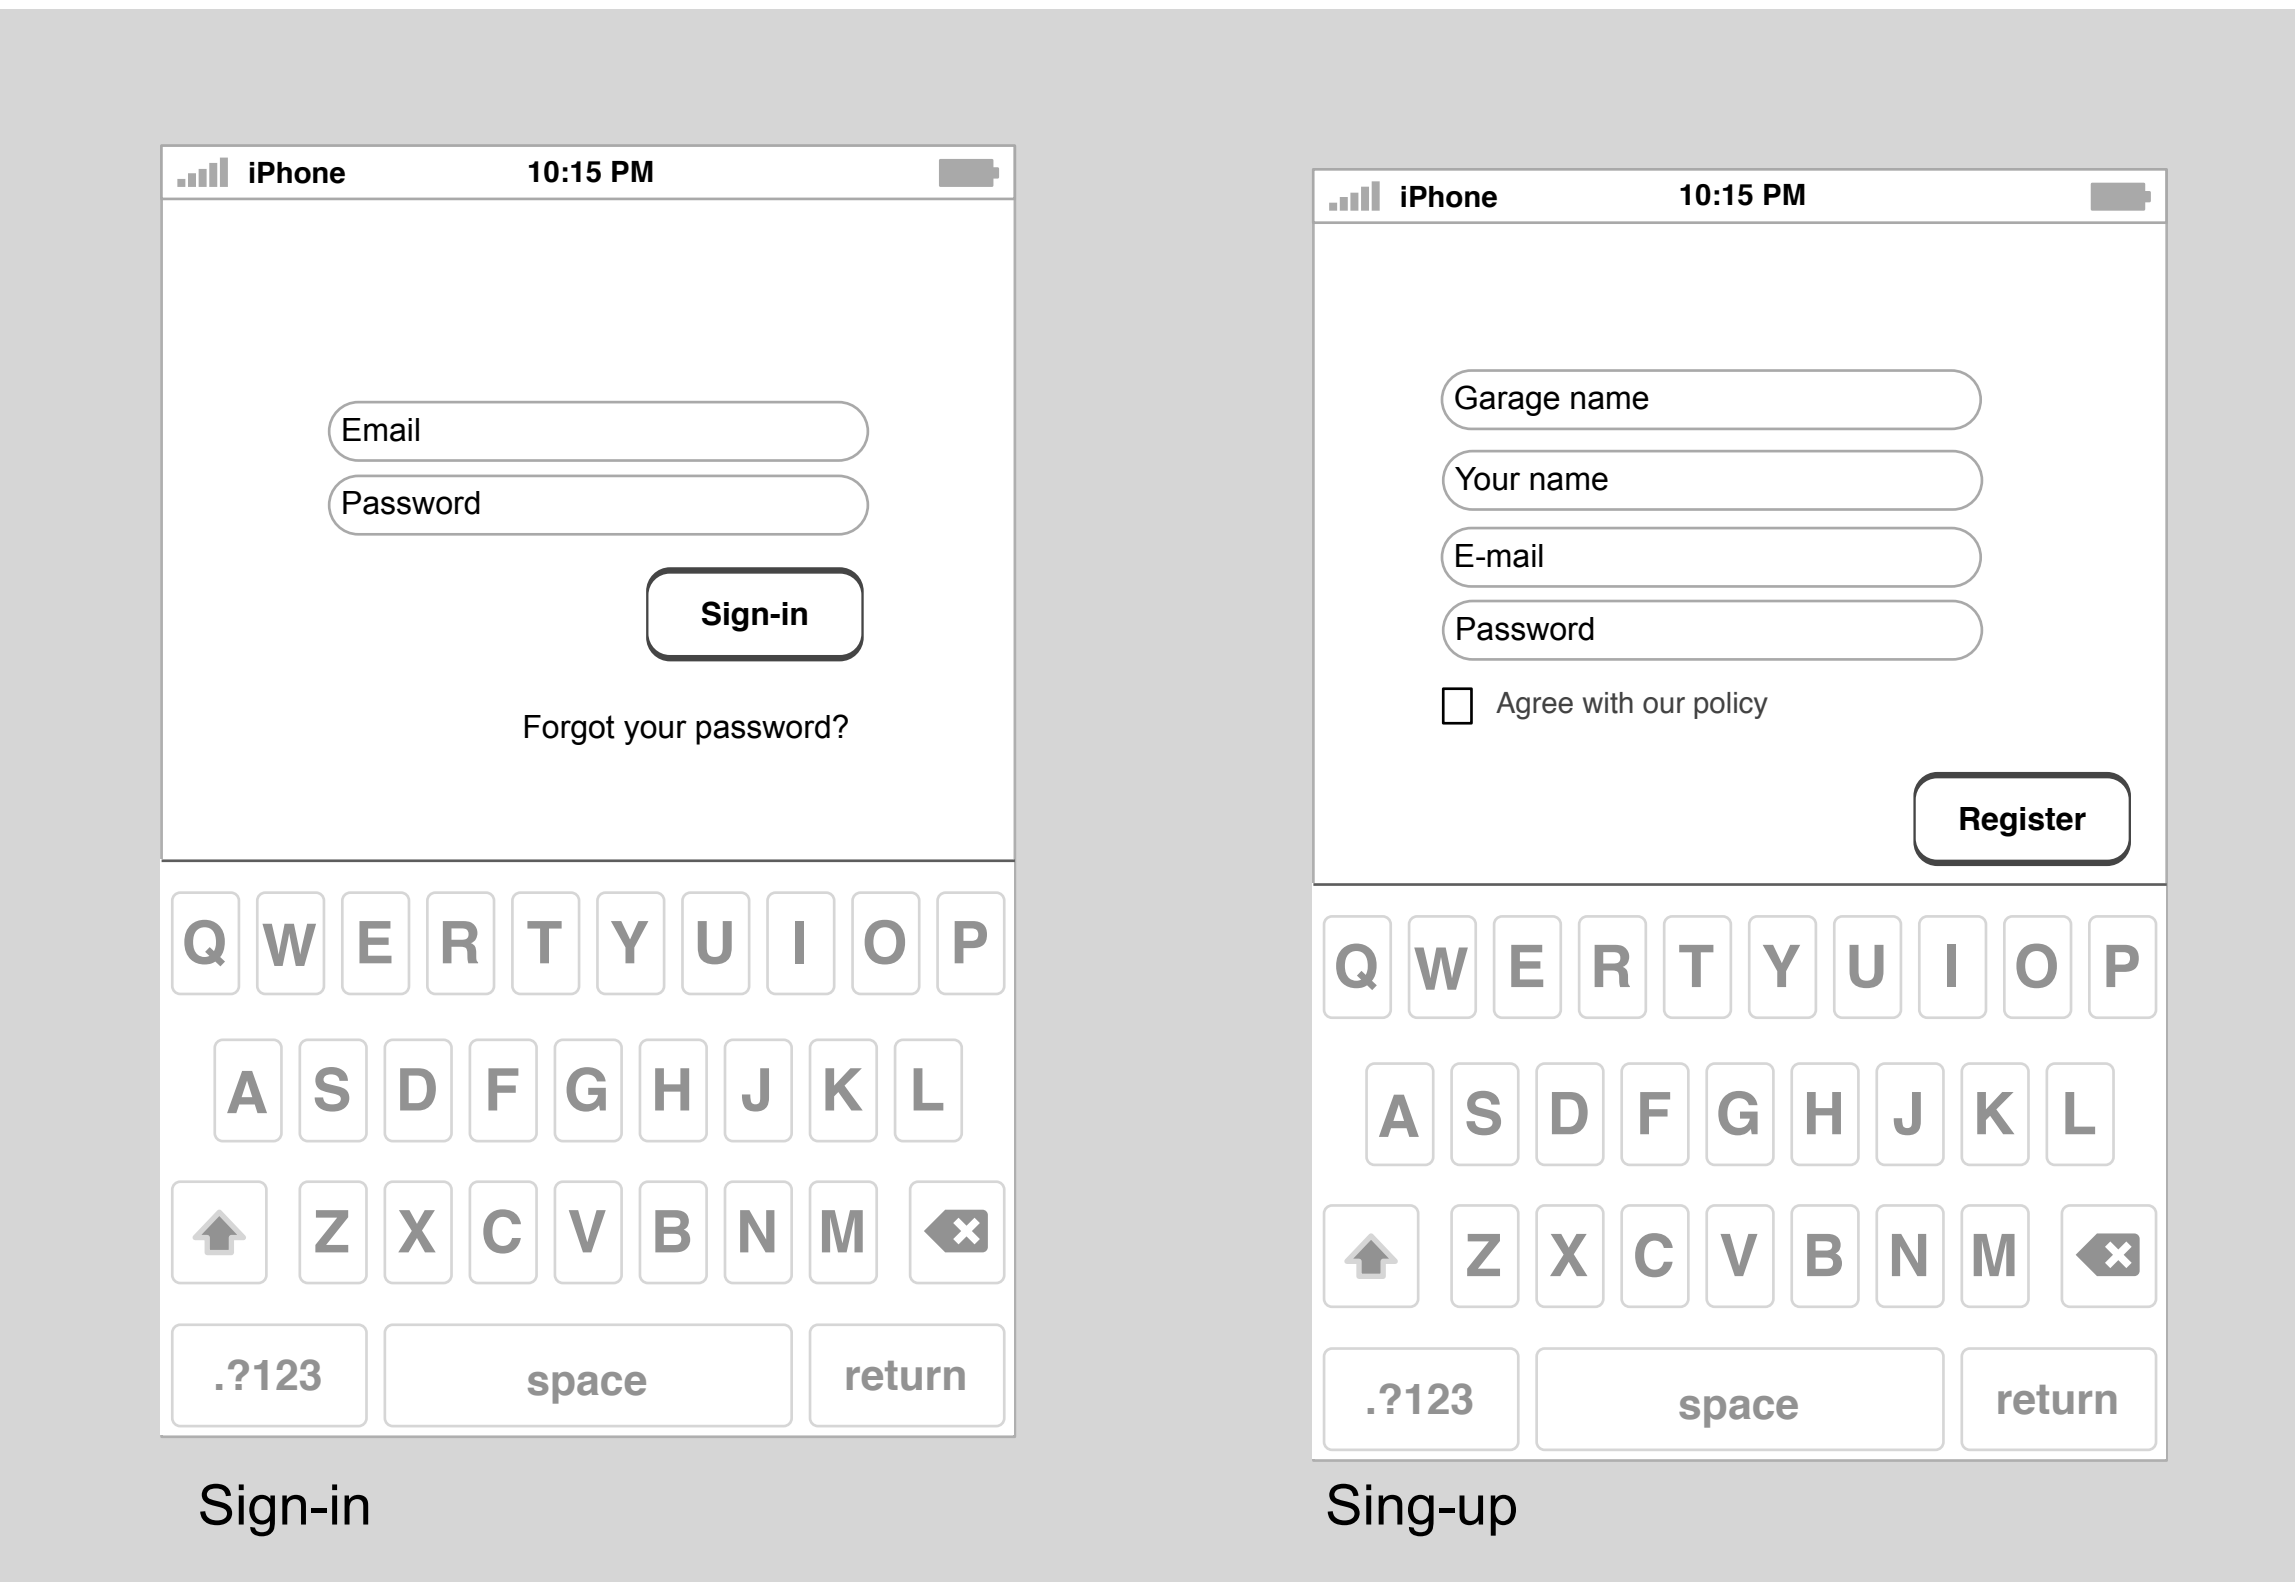 iPhone 10:15 PM
Email
Password
Sign-in
Forgot your password?
Q W E R T Y U I O P
A S D F G H J K L
Z X C V B N M
.?123 space return
Sign-in
iPhone 10:15 PM
Garage name
Your name
E-mail
Password
Agree with our policy
Register
Q W E R T Y U I O P
A S D F G H J K L
Z X C V B N M
.?123 space return
Sing-up